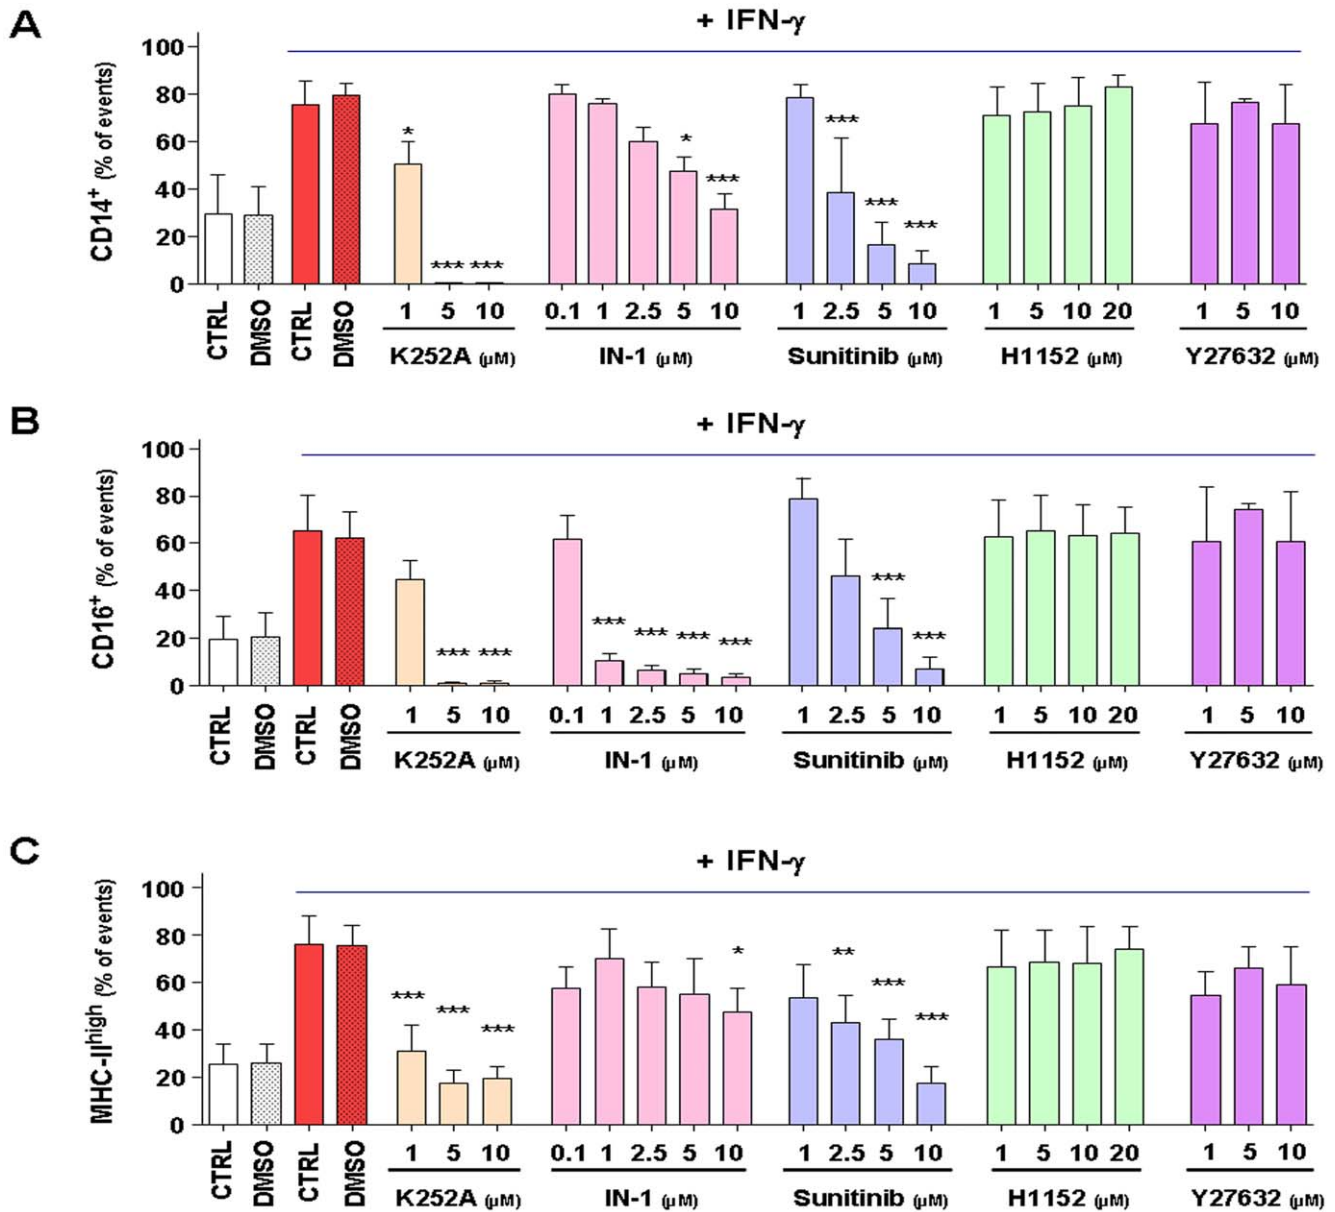 A
+ IFN-γ
CD14+ (% of events)
100
80
60
40
20
0
* *** *** * *** *** *** ***
CTRL DMSO CTRL DMSO 1 5 10 0.1 1 2.5 5 10 1 2.5 5 10 1 5 10 20 1 5 10
K252A (μM) IN-1 (μM) Sunitinib (μM) H1152 (μM) Y27632 (μM)
B
+ IFN-γ
CD16+ (% of events)
100
80
60
40
20
0
*** *** *** *** *** *** *** ***
CTRL DMSO CTRL DMSO 1 5 10 0.1 1 2.5 5 10 1 2.5 5 10 1 5 10 20 1 5 10
K252A (μM) IN-1 (μM) Sunitinib (μM) H1152 (μM) Y27632 (μM)
C
+ IFN-γ
MHC-IIhigh (% of events)
100
80
60
40
20
0
*** *** *** * ** *** ***
CTRL DMSO CTRL DMSO 1 5 10 0.1 1 2.5 5 10 1 2.5 5 10 1 5 10 20 1 5 10
K252A (μM) IN-1 (μM) Sunitinib (μM) H1152 (μM) Y27632 (μM)